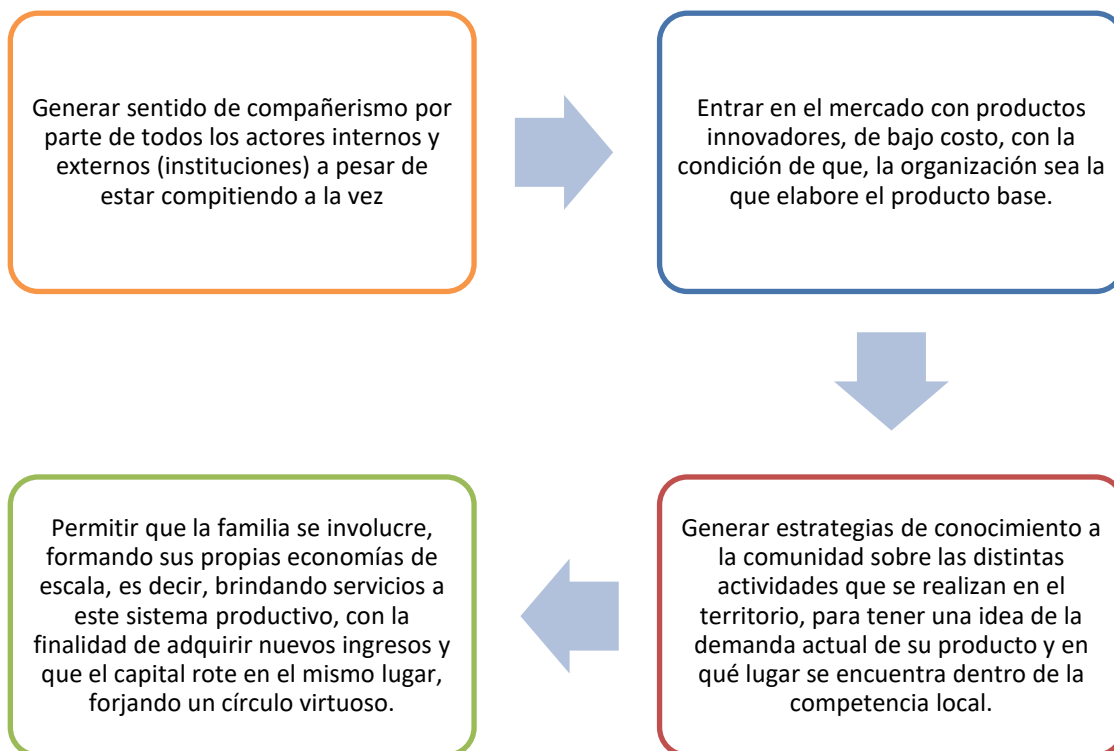 Generar sentido de compañerismo por
parte de todos los actores internos y
externos (instituciones) a pesar de
estar compitiendo a la vez
Entrar en el mercado con productos
innovadores, de bajo costo, con la
condición de que, la organización sea la
que elabore el producto base.
Generar estrategias de conocimiento a
la comunidad sobre las distintas
actividades que se realizan en el
territorio, para tener una idea de la
demanda actual de su producto y en
qué lugar se encuentra dentro de la
competencia local.
Permitir que la familia se involucre,
formando sus propias economías de
escala, es decir, brindando servicios a
este sistema productivo, con la
finalidad de adquirir nuevos ingresos y
que el capital rote en el mismo lugar,
forjando un círculo virtuoso.